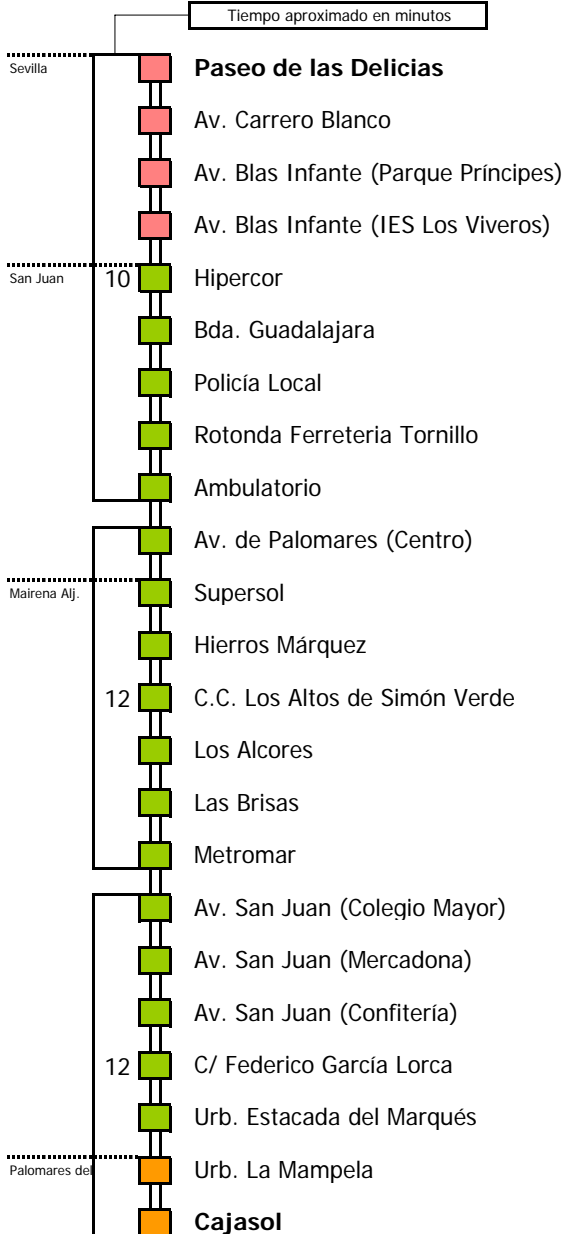 Tiempo aproximado en minutos
Sevilla
Paseo de las Delicias
Av. Carrero Blanco
Av. Blas Infante (Parque Príncipes)
Av. Blas Infante (IES Los Viveros)
San Juan
10
Hipercor
Bda. Guadalajara
Policía Local
Rotonda Ferreteria Tornillo
Ambulatorio
Av. de Palomares (Centro)
Mairena Alj.
Supersol
Hierros Márquez
12
C.C. Los Altos de Simón Verde
Los Alcores
Las Brisas
Metromar
Av. San Juan (Colegio Mayor)
Av. San Juan (Mercadona)
Av. San Juan (Confitería)
12
C/ Federico García Lorca
Urb. Estacada del Marqués
Palomares del
Urb. La Mampela
Cajasol